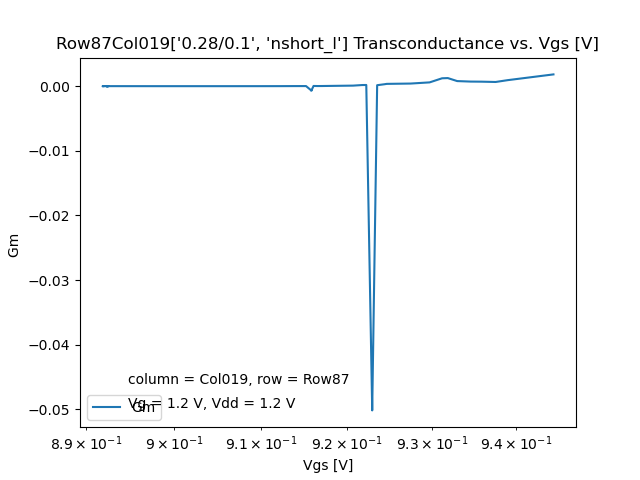 Row87Col019['0.28/0.1', 'nshort_l'] Transconductance vs. Vgs [V]
Gm
0.00
−0.01
−0.02
−0.03
−0.04
−0.05
column = Col019, row = Row87
Vg = 1.2 V, Vdd = 1.2 V
Gm
8.9 × 10⁻¹ 9 × 10⁻¹ 9.1 × 10⁻¹ 9.2 × 10⁻¹ 9.3 × 10⁻¹ 9.4 × 10⁻¹
Vgs [V]